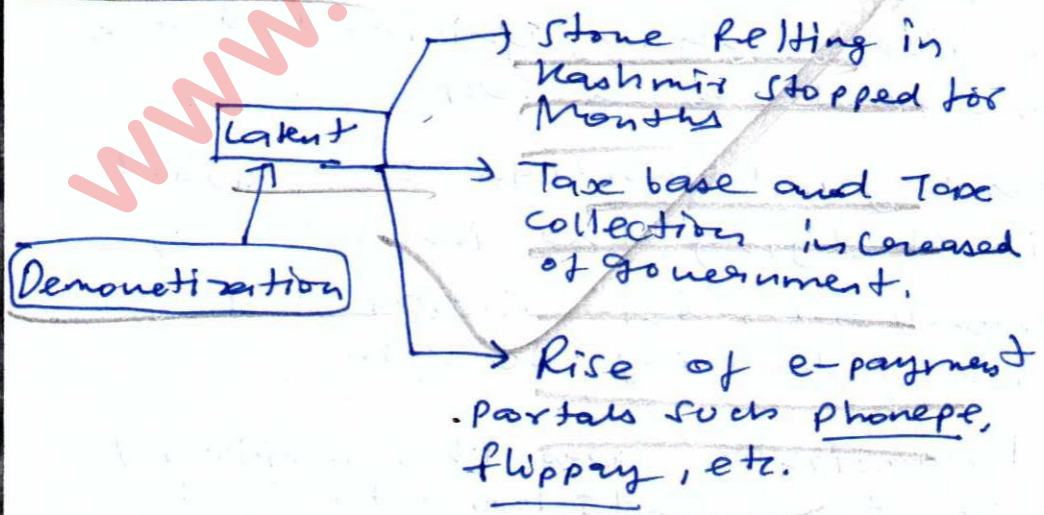 www.
Latent
Demonetization
Stone Pelting in
Kashmir stopped for
Months
Tax base and Tax
collection increased
of government.
Rise of e-payment
portals such phonepe,
flippay, etc.